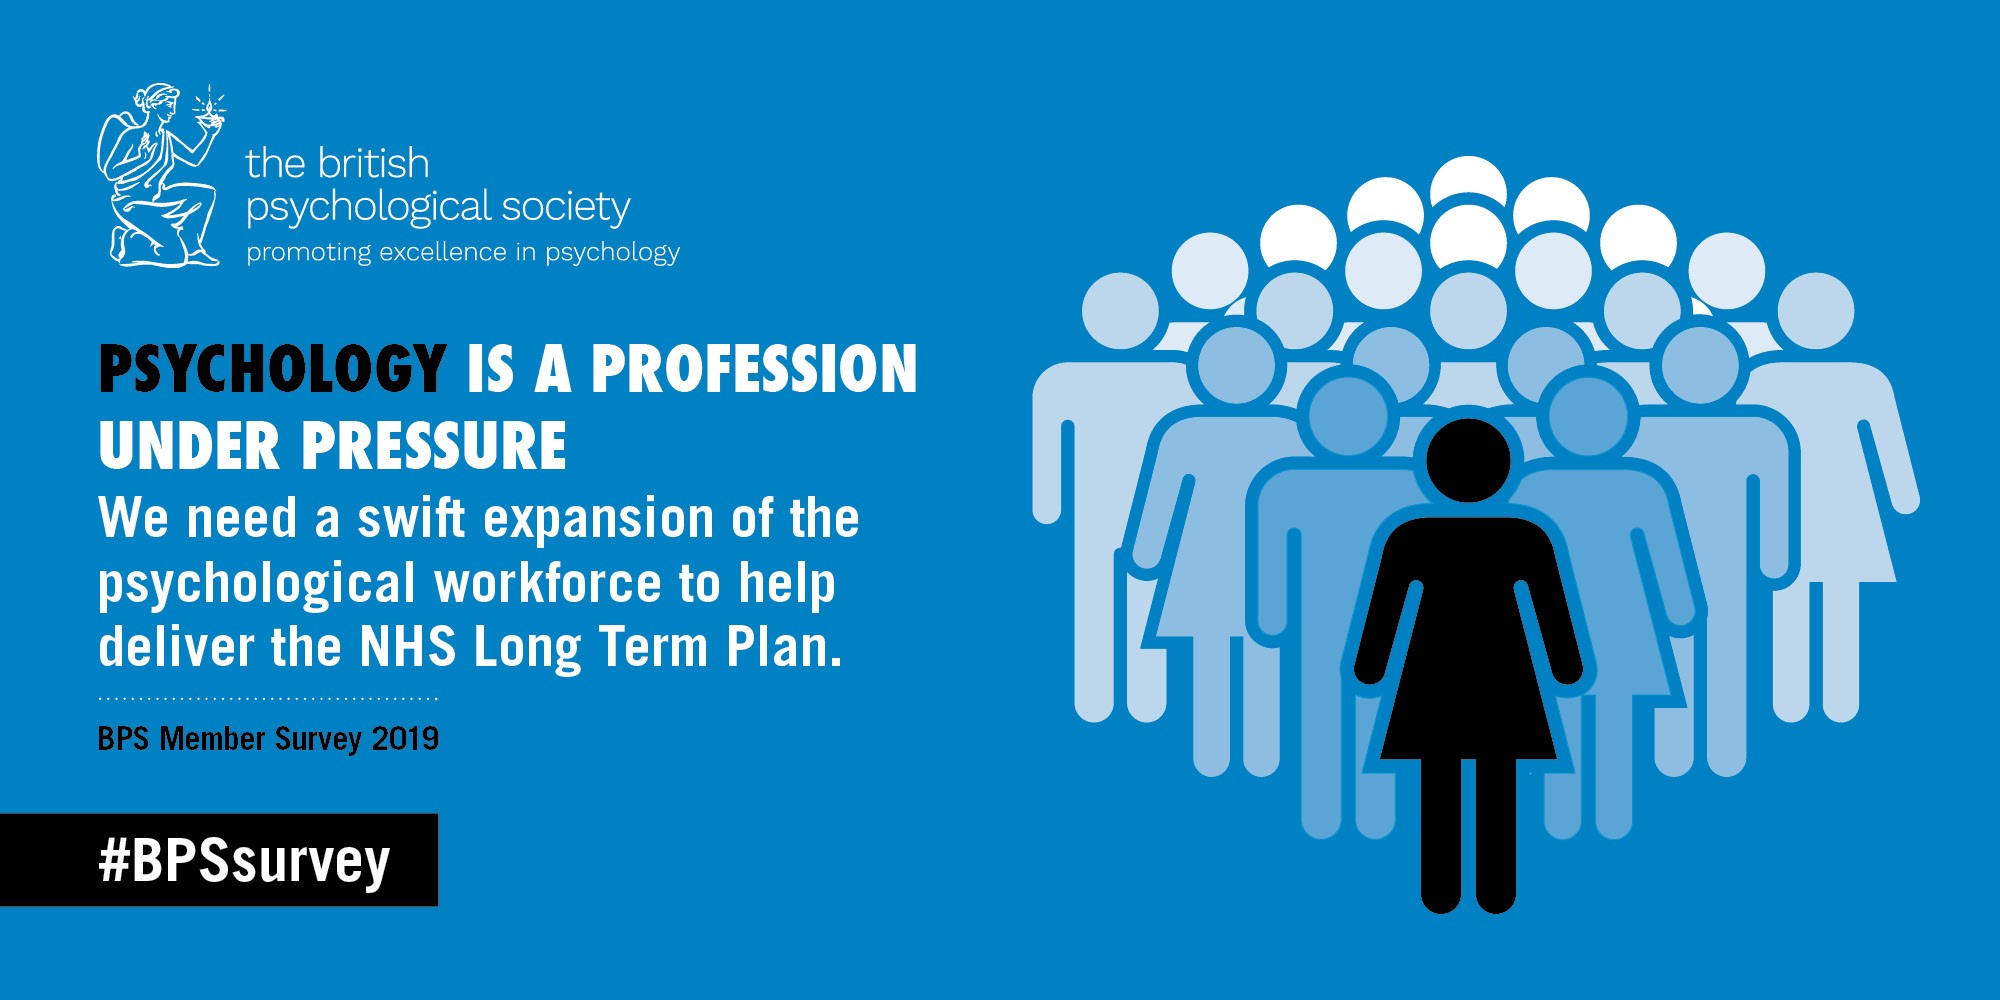 the british
psychological society
promoting excellence in psychology
PSYCHOLOGY IS A PROFESSION
UNDER PRESSURE
We need a swift expansion of the
psychological workforce to help
deliver the NHS Long Term Plan.
BPS Member Survey 2019
#BPSsurvey